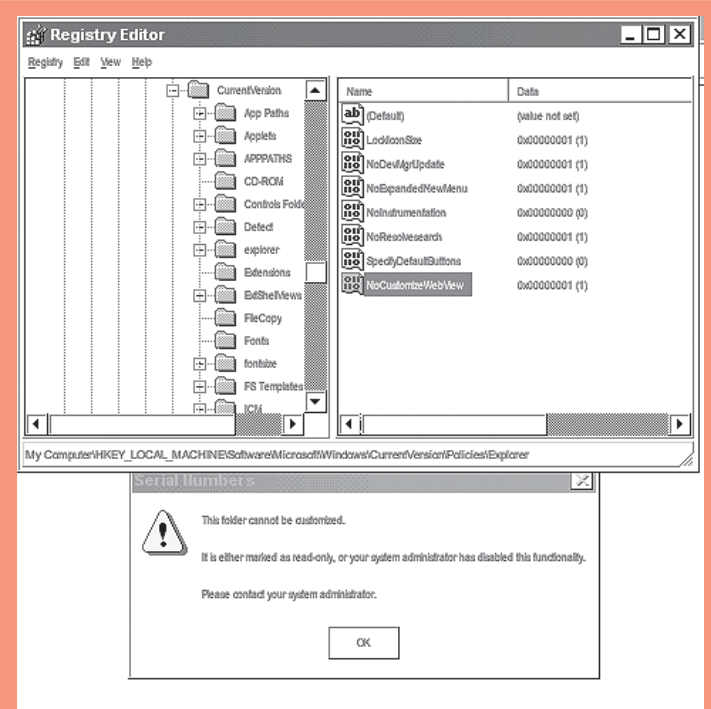 Registry Editor
Registry Edit View Help
CurrentVersion
App Paths
Applets
APPPATHS
CD-ROM
Controls Folde
Detect
explorer
Extensions
ExtShellViews
FileCopy
Fonts
fontsize
FS Templates
ICM
Name Data
(Default) (value not set)
LockIconSize 0x00000001 (1)
NoDevMgrUpdate 0x00000001 (1)
NoExpandedNewMenu 0x00000001 (1)
NoInstrumentation 0x00000000 (0)
NoResolvesearch 0x00000001 (1)
SpecifyDefaultButtons 0x00000000 (0)
NoCustomizeWebView 0x00000001 (1)
My Computer\HKEY_LOCAL_MACHINE\Software\Microsoft\Windows\CurrentVersion\Policies\Explorer
Serial Numbers
This folder cannot be customized.
It is either marked as read-only, or your system administrator has disabled this functionality.
Please contact your system administrator.
OK